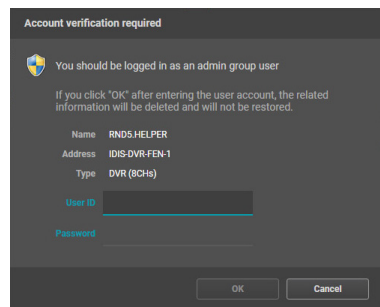 Account verification required
You should be logged in as an admin group user
If you click "OK" after entering the user account, the related
information will be deleted and will not be restored.
Name RND5.HELPER
Address IDIS-DVR-FEN-1
Type DVR (8CHs)
User ID
Password
OK Cancel